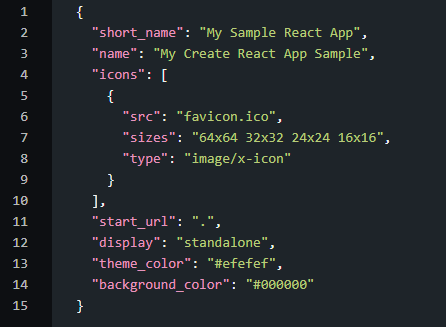 1 {
2   "short_name": "My Sample React App",
3   "name": "My Create React App Sample",
4   "icons": [
5     {
6       "src": "favicon.ico",
7       "sizes": "64x64 32x32 24x24 16x16",
8       "type": "image/x-icon"
9     }
10   ],
11   "start_url": ".",
12   "display": "standalone",
13   "theme_color": "#efefef",
14   "background_color": "#000000"
15 }